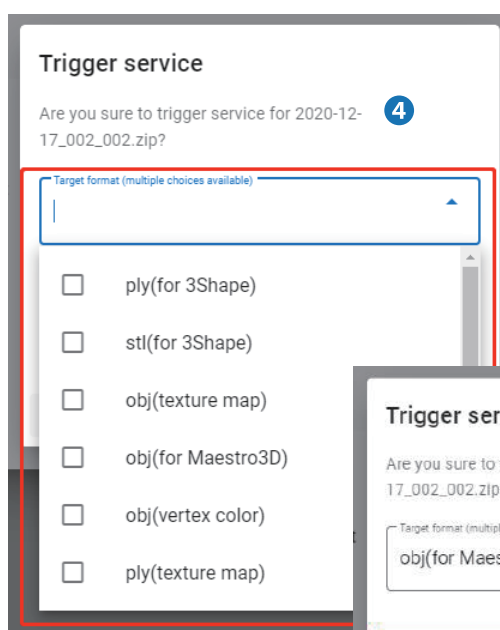 Trigger service
Are you sure to trigger service for 2020-12-
17_002_002.zip?
4
Target format (multiple choices available)
ply(for 3Shape)
stl(for 3Shape)
obj(texture map)
obj(for Maestro3D)
obj(vertex color)
ply(texture map)
Trigger ser
Are you sure to
17_002_002.zip
Target format (multipl
obj(for Maes